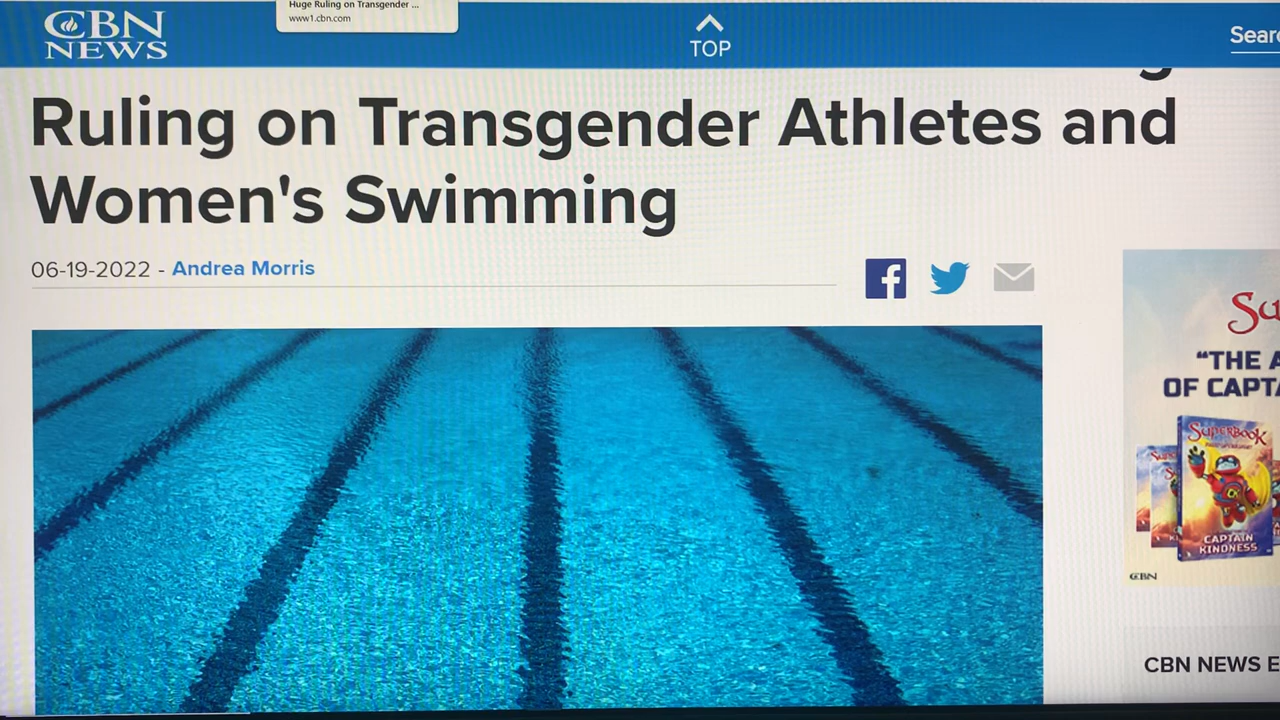 CBN
NEWS
Huge Ruling on Transgender ...
www1.cbn.com
TOP
Sear
Ruling on Transgender Athletes and
Women's Swimming
06-19-2022 - Andrea Morris
"THE A
OF CAPTA
SUPERBOOK
CAPTAIN
KINDNESS
CBN
CBN NEWS E